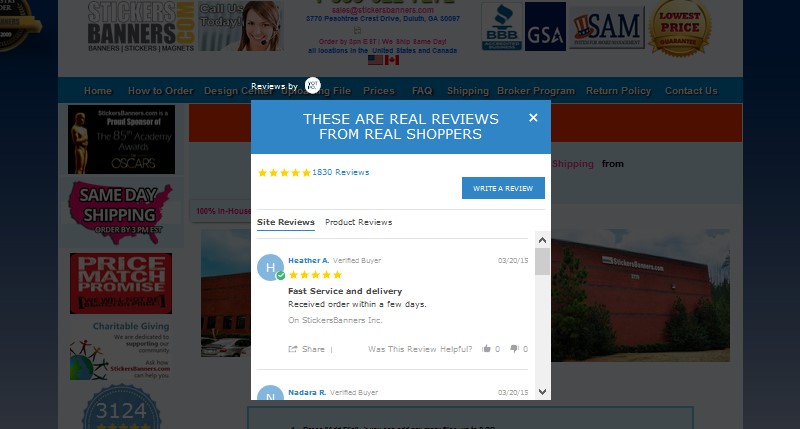 STICKERS
BANNERS.COM
BANNERS | STICKERS | MAGNETS
Call Us
Today!
sales@stickersbanners.com
3770 Peachtree Crest Drive, Duluth, GA 30097
Order by 3pm EST! We Ship Same Day!
all locations in the United States and Canada
BBB
ACCREDITED
BUSINESS
GSA
SAM
LOWEST
PRICE
GUARANTEE
Reviews by
Home How to Order Design Center Uploading File Prices FAQ Shipping Broker Program Return Policy Contact Us
THESE ARE REAL REVIEWS
FROM REAL SHOPPERS
×
1830 Reviews
WRITE A REVIEW
Site Reviews Product Reviews
H
Heather A. Verified Buyer 03/20/15
Fast Service and delivery
Received order within a few days.
On StickersBanners Inc.
Share | Was This Review Helpful? 0 0
N
Nadara R. Verified Buyer 03/20/15
StickersBanners.com
is a Proud Sponsor of
The 85th Academy
Awards
OSCARS
SAME DAY
SHIPPING
ORDER BY 3 PM EST
PRICE
MATCH
PROMISE
Charitable Giving
We are dedicated
to supporting our
community.
Ask how
StickersBanners.com
can help.
3124
Shipping from
100% In-House
StickersBanners.com
3770